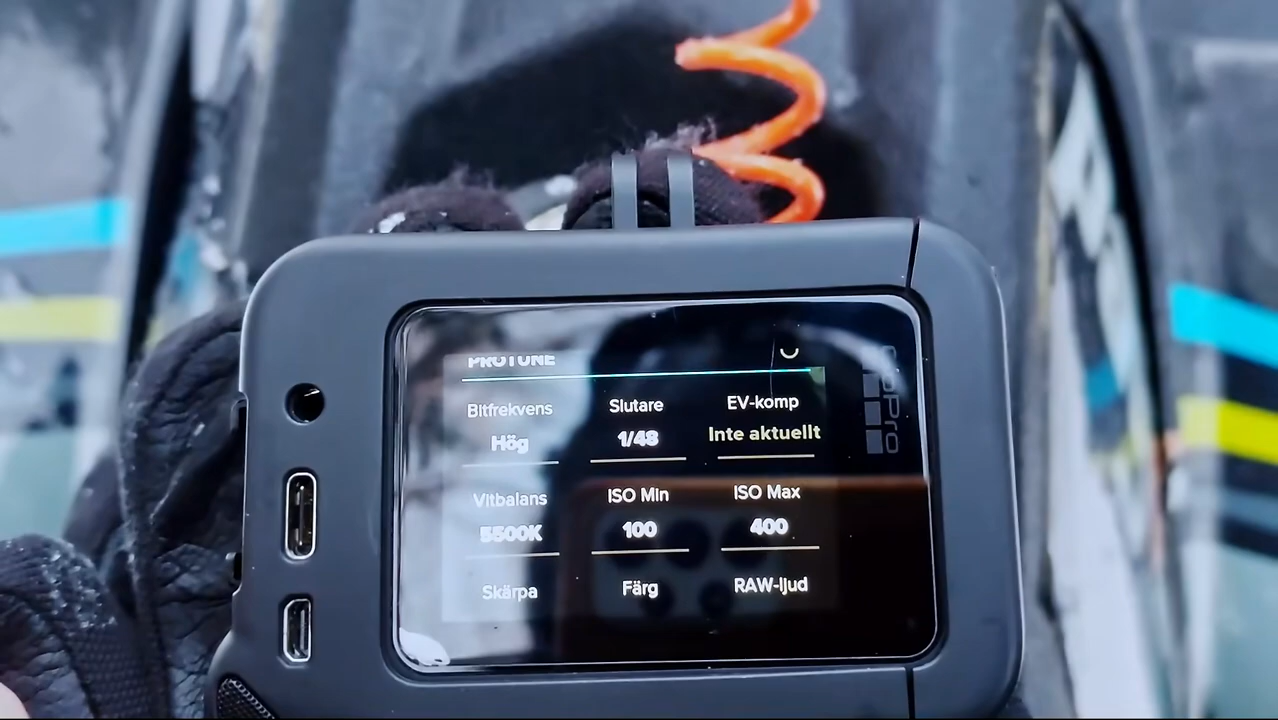 PROTUNE
Bitfrekvens Slutare EV-komp
Hög 1/48 Inte aktuellt
Vitbalans ISO Min ISO Max
5500K 100 400
Skärpa Färg RAW-ljud
GoPro